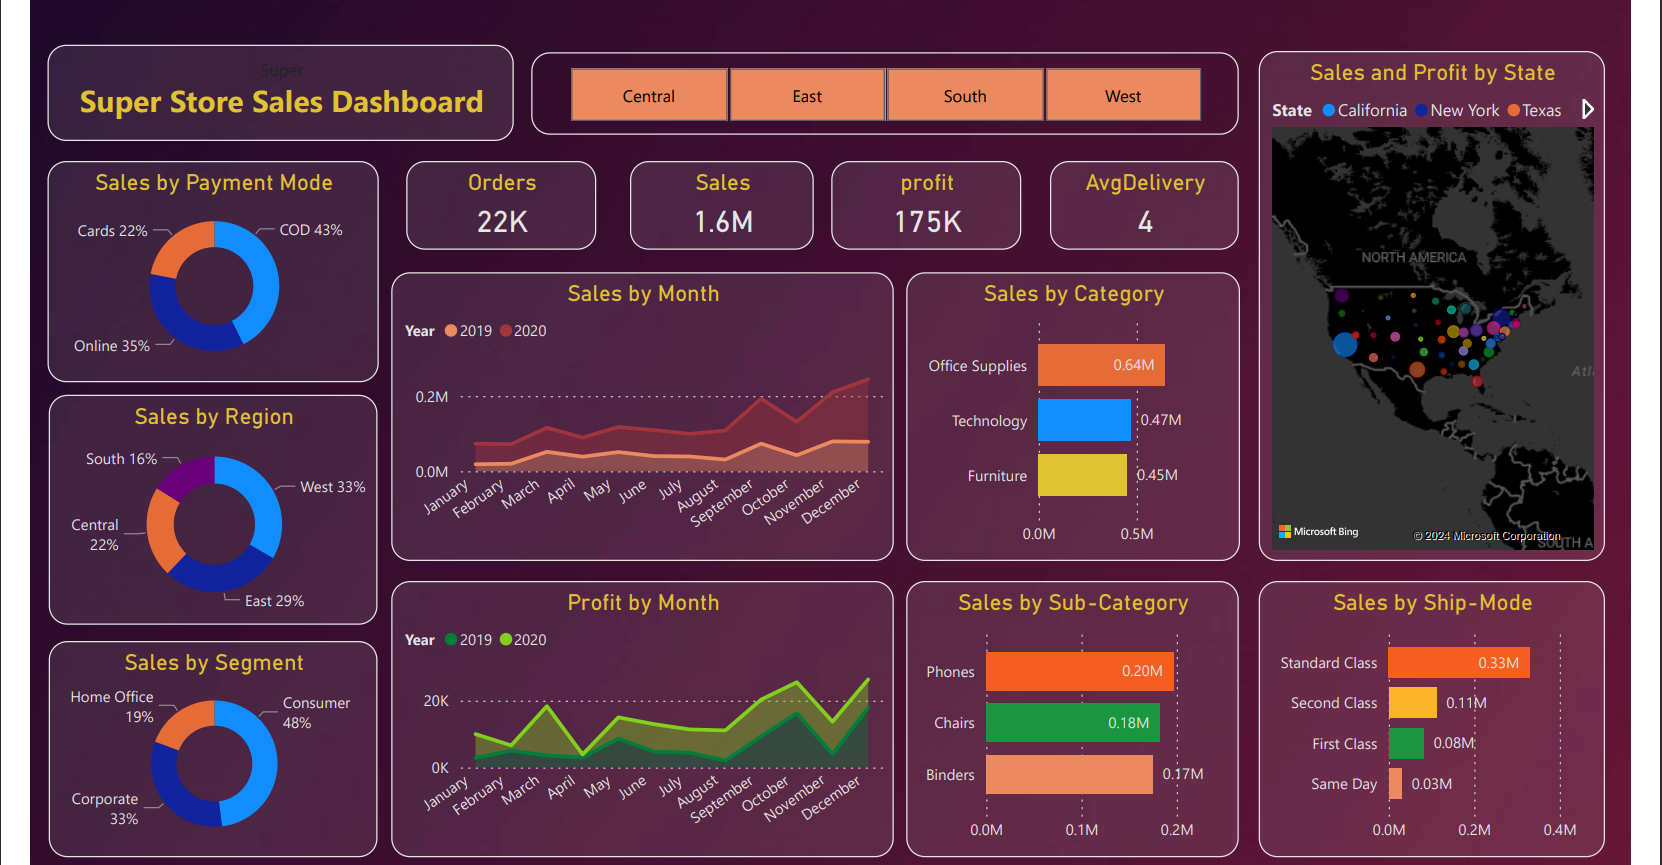 Super
Super Store Sales Dashboard
Central
East
South
West
Sales and Profit by State
State California New York Texas
NORTH AMERICA
Microsoft Bing
© 2024 Microsoft Corporation
SOUTH A
Atl
Sales by Payment Mode
Cards 22%
COD 43%
Online 35%
Orders
22K
Sales
1.6M
profit
175K
AvgDelivery
4
Sales by Month
Year 2019 2020
0.2M
0.0M
January
February
March
April
May
June
July
August
September
October
November
December
Sales by Category
Office Supplies 0.64M
Technology 0.47M
Furniture 0.45M
0.0M 0.5M
Sales by Region
South 16%
West 33%
Central
22%
East 29%
Sales by Segment
Home Office
19%
Consumer
48%
Corporate
33%
Profit by Month
Year 2019 2020
20K
0K
January
February
March
April
May
June
July
August
September
October
November
December
Sales by Sub-Category
Phones 0.20M
Chairs 0.18M
Binders 0.17M
0.0M 0.1M 0.2M
Sales by Ship-Mode
Standard Class 0.33M
Second Class 0.11M
First Class 0.08M
Same Day 0.03M
0.0M 0.2M 0.4M